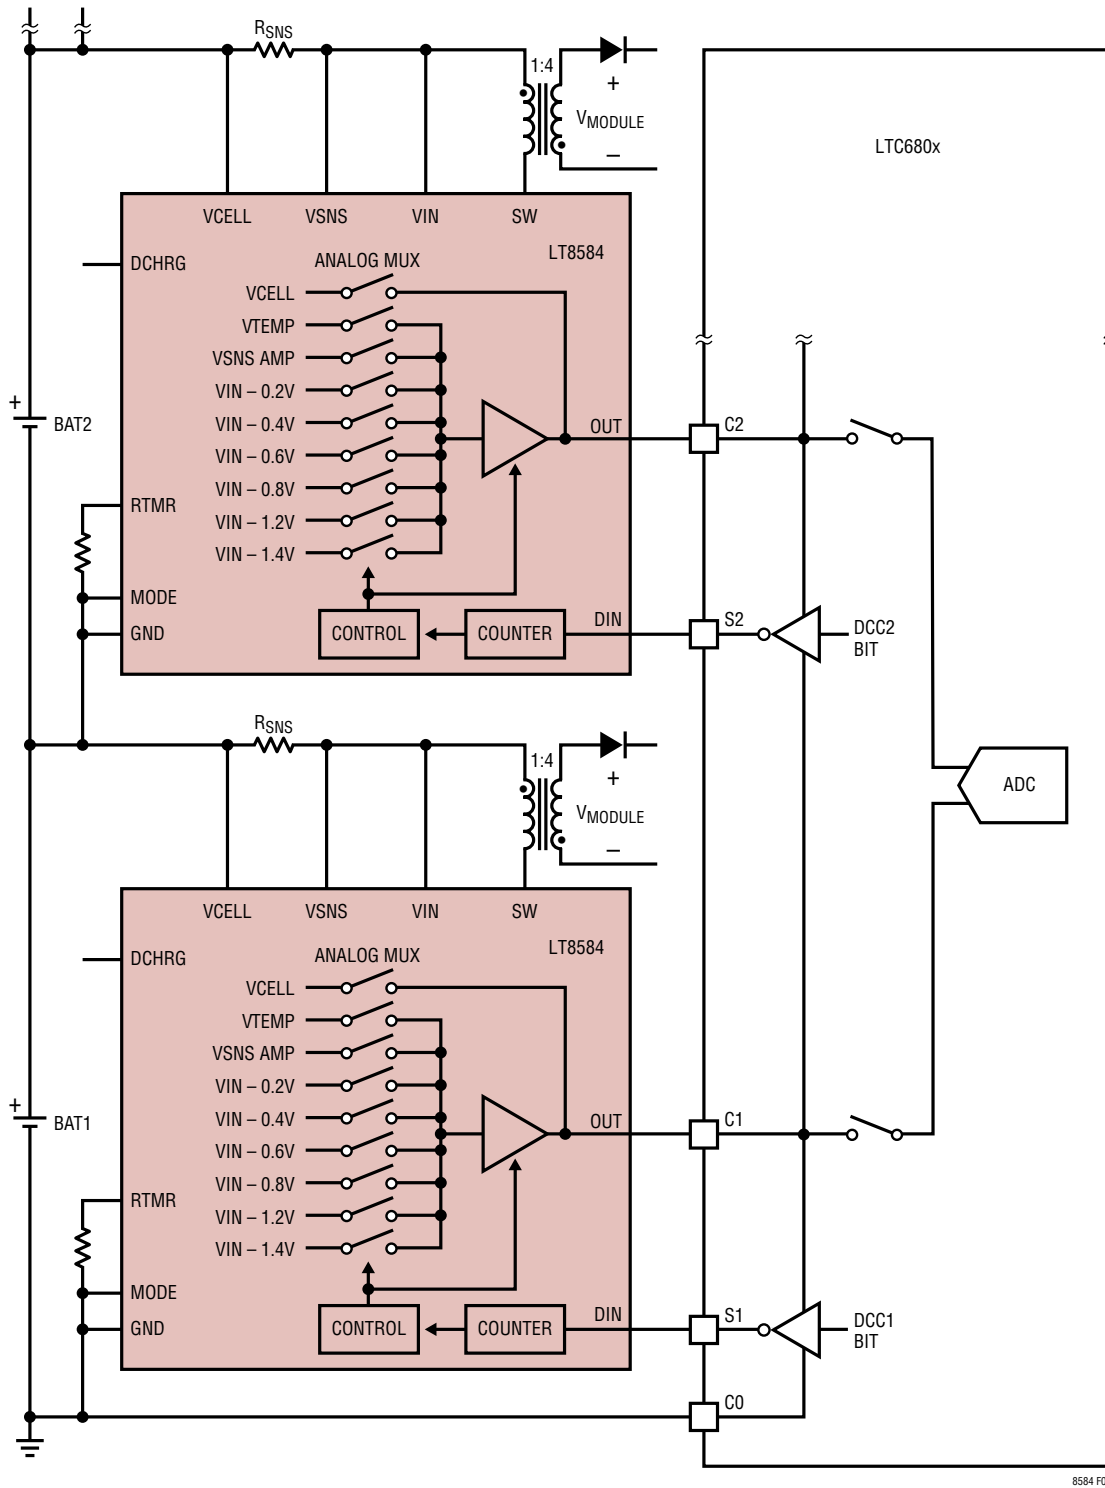 RSNS
1:4
+
VMODULE
–
LTC680x
VCELL
VSNS
VIN
SW
LT8584
DCHRG
ANALOG MUX
VCELL
VTEMP
VSNS AMP
VIN – 0.2V
VIN – 0.4V
VIN – 0.6V
VIN – 0.8V
VIN – 1.2V
VIN – 1.4V
+
BAT2
OUT
C2
RTMR
MODE
GND
CONTROL
COUNTER
DIN
S2
DCC2
BIT
RSNS
1:4
+
VMODULE
–
ADC
VCELL
VSNS
VIN
SW
LT8584
DCHRG
ANALOG MUX
VCELL
VTEMP
VSNS AMP
VIN – 0.2V
VIN – 0.4V
VIN – 0.6V
VIN – 0.8V
VIN – 1.2V
VIN – 1.4V
+
BAT1
OUT
C1
RTMR
MODE
GND
CONTROL
COUNTER
DIN
S1
DCC1
BIT
C0
8584 F0